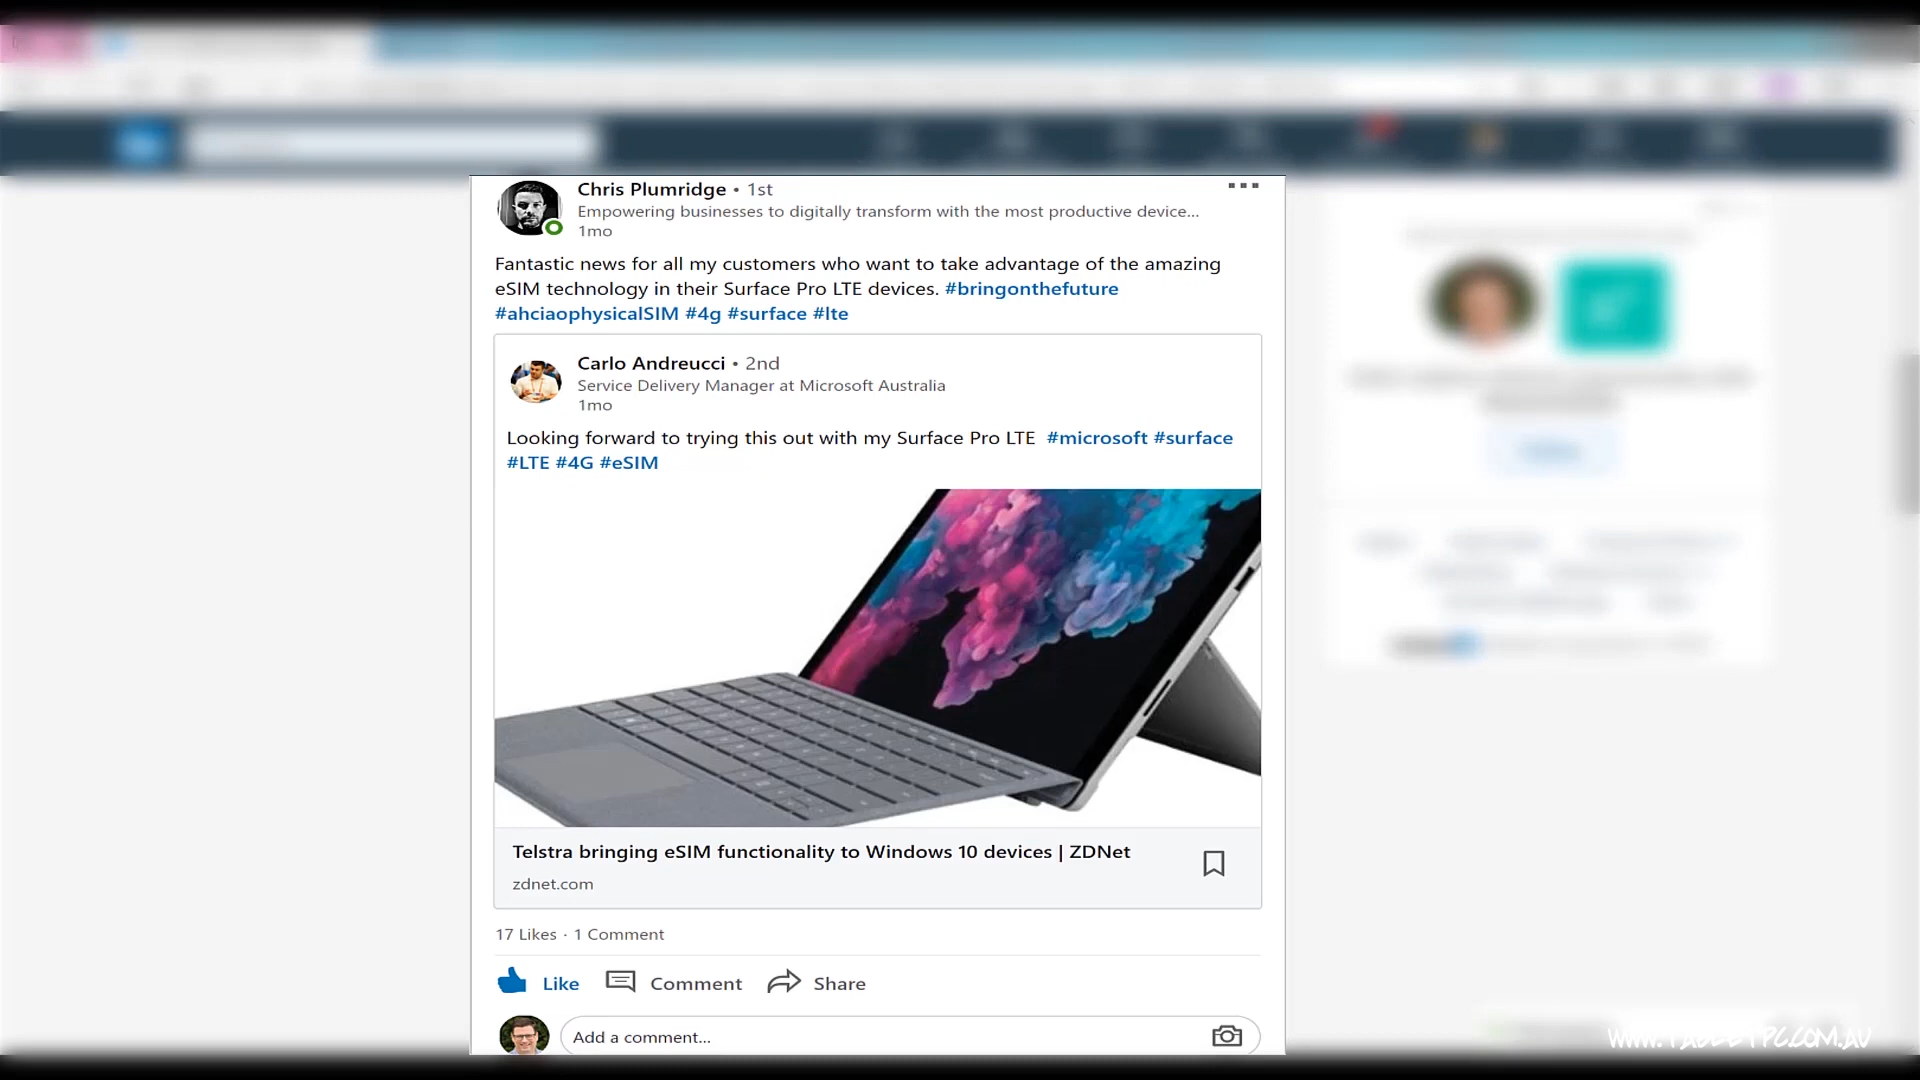 Chris Plumridge • 1st
Empowering businesses to digitally transform with the most productive device...
1mo
Fantastic news for all my customers who want to take advantage of the amazing
eSIM technology in their Surface Pro LTE devices. #bringonthefuture
#ahciaophysicalSIM #4g #surface #lte
Carlo Andreucci • 2nd
Service Delivery Manager at Microsoft Australia
1mo
Looking forward to trying this out with my Surface Pro LTE #microsoft #surface
#LTE #4G #eSIM
Telstra bringing eSIM functionality to Windows 10 devices | ZDNet
zdnet.com
17 Likes · 1 Comment
Like Comment Share
Add a comment...
WWW.TABLETPC.COM.AU